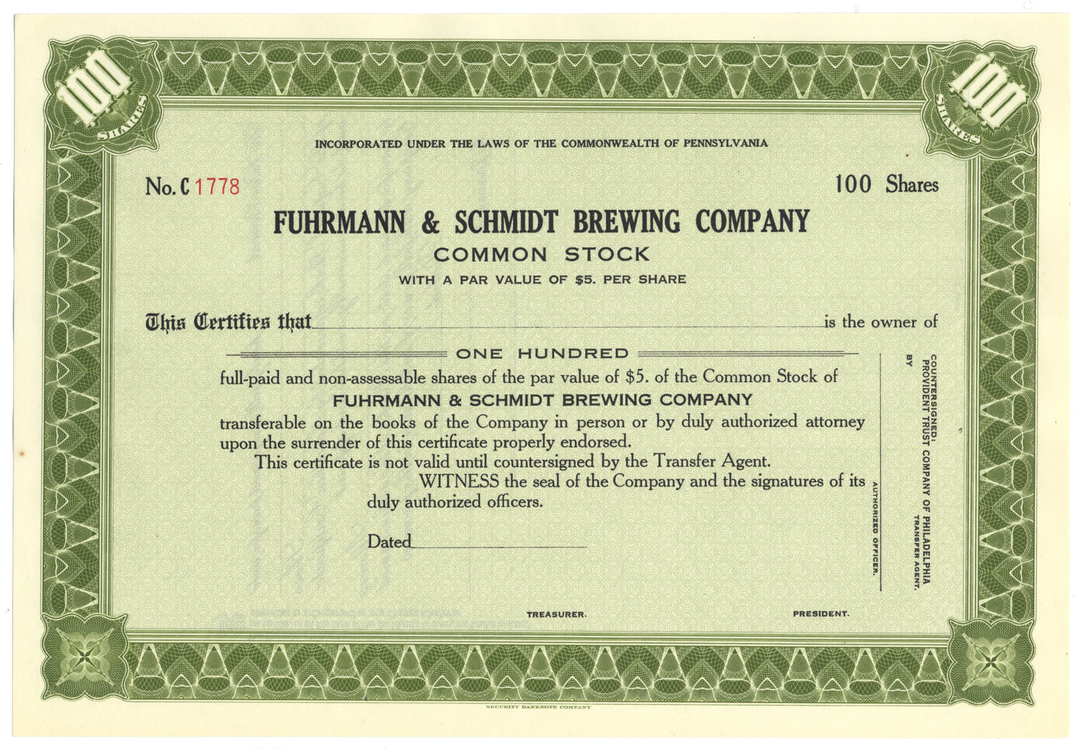 100
SHARES
100
SHARES
INCORPORATED UNDER THE LAWS OF THE COMMONWEALTH OF PENNSYLVANIA
No. C 1778
100 Shares
FUHRMANN & SCHMIDT BREWING COMPANY
COMMON STOCK
WITH A PAR VALUE OF $5. PER SHARE
This Certifies that is the owner of
ONE HUNDRED
full-paid and non-assessable shares of the par value of $5. of the Common Stock of
FUHRMANN & SCHMIDT BREWING COMPANY
transferable on the books of the Company in person or by duly authorized attorney
upon the surrender of this certificate properly endorsed.
This certificate is not valid until countersigned by the Transfer Agent.
WITNESS the seal of the Company and the signatures of its
duly authorized officers.
Dated
TREASURER.
PRESIDENT.
COUNTERSIGNED:
PROVIDENT TRUST COMPANY OF PHILADELPHIA
TRANSFER AGENT.
BY
AUTHORIZED OFFICER.
SECURITY BANKNOTE COMPANY